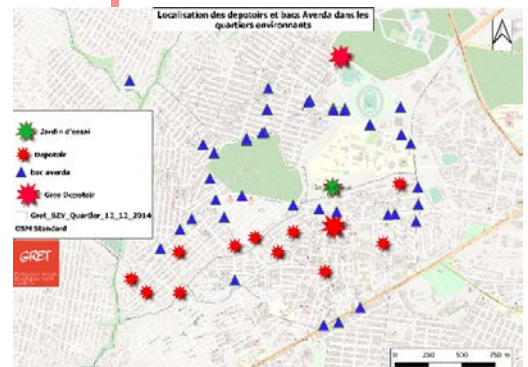 Localisation des depotoirs et bacs Averda dans les
quartiers environnants
Jardin d'essai
Depotoir
bac averda
Gros Depotoir
Gret_BZV_Quartier_12_12_2014
OSM Standard
GRET
0 250 500 750 m